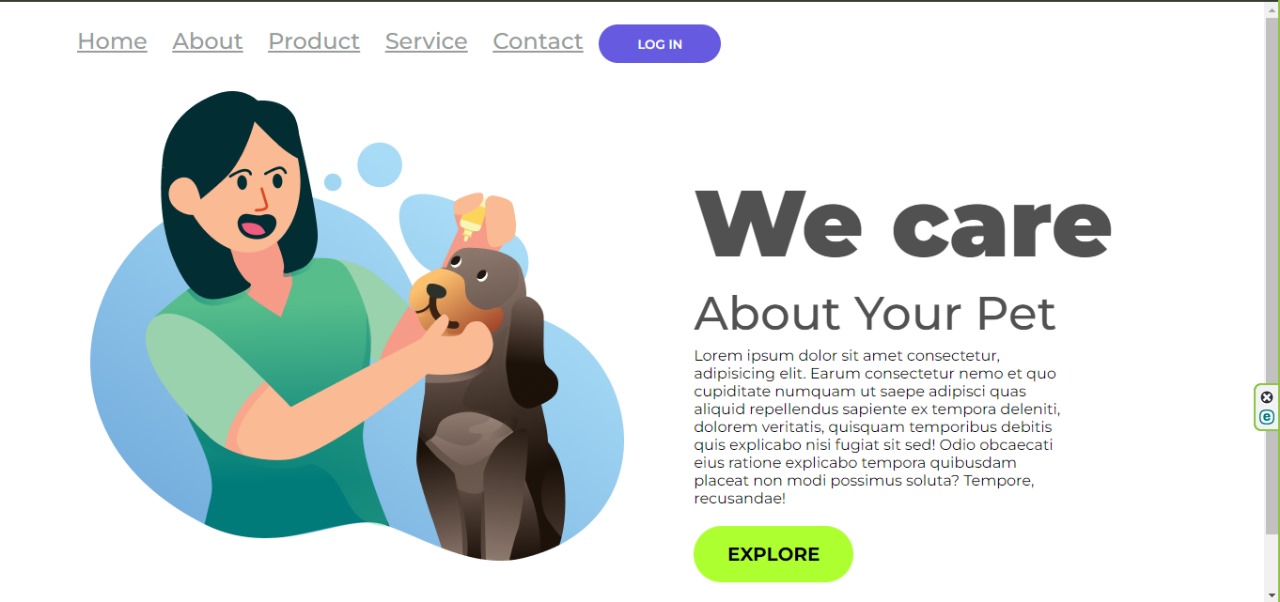 Home About Product Service Contact LOG IN
We care
About Your Pet
Lorem ipsum dolor sit amet consectetur,
adipisicing elit. Earum consectetur nemo et quo
cupiditate numquam ut saepe adipisci quas
aliquid repellendus sapiente ex tempora deleniti,
dolorem veritatis, quisquam temporibus debitis
quis explicabo nisi fugiat sit sed! Odio obcaecati
eius ratione explicabo tempora quibusdam
placeat non modi possimus soluta? Tempore,
recusandae!
EXPLORE